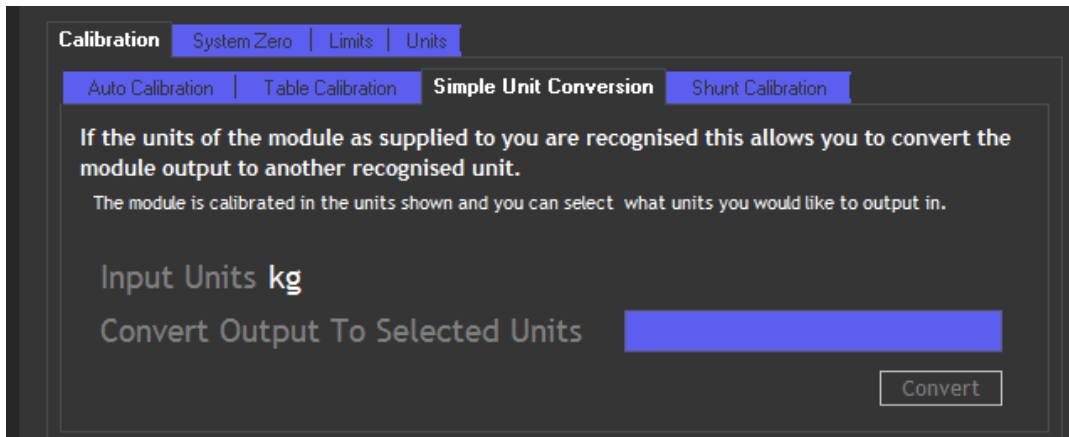 Calibration System Zero | Limits | Units
Auto Calibration | Table Calibration Simple Unit Conversion Shunt Calibration
If the units of the module as supplied to you are recognised this allows you to convert the
module output to another recognised unit.
The module is calibrated in the units shown and you can select what units you would like to output in.
Input Units kg
Convert Output To Selected Units
Convert